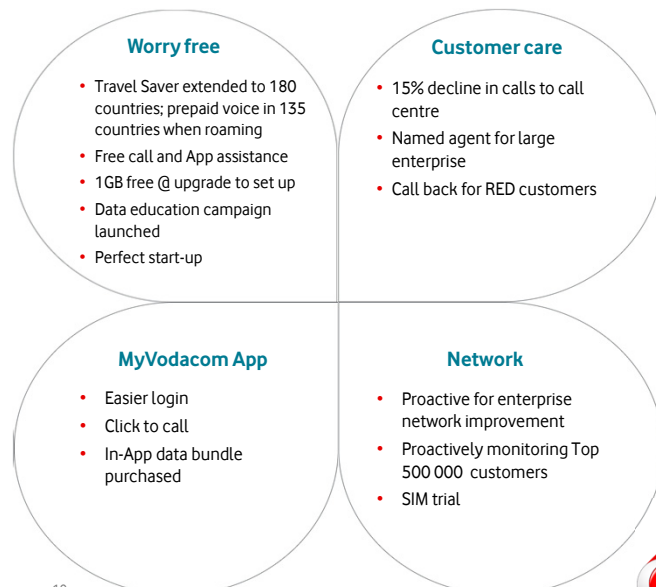 Worry free
• Travel Saver extended to 180
countries; prepaid voice in 135
countries when roaming
• Free call and App assistance
• 1GB free @ upgrade to set up
• Data education campaign
launched
• Perfect start-up
Customer care
• 15% decline in calls to call
centre
• Named agent for large
enterprise
• Call back for RED customers
MyVodacom App
• Easier login
• Click to call
• In-App data bundle
purchased
Network
• Proactive for enterprise
network improvement
• Proactively monitoring Top
500 000 customers
• SIM trial